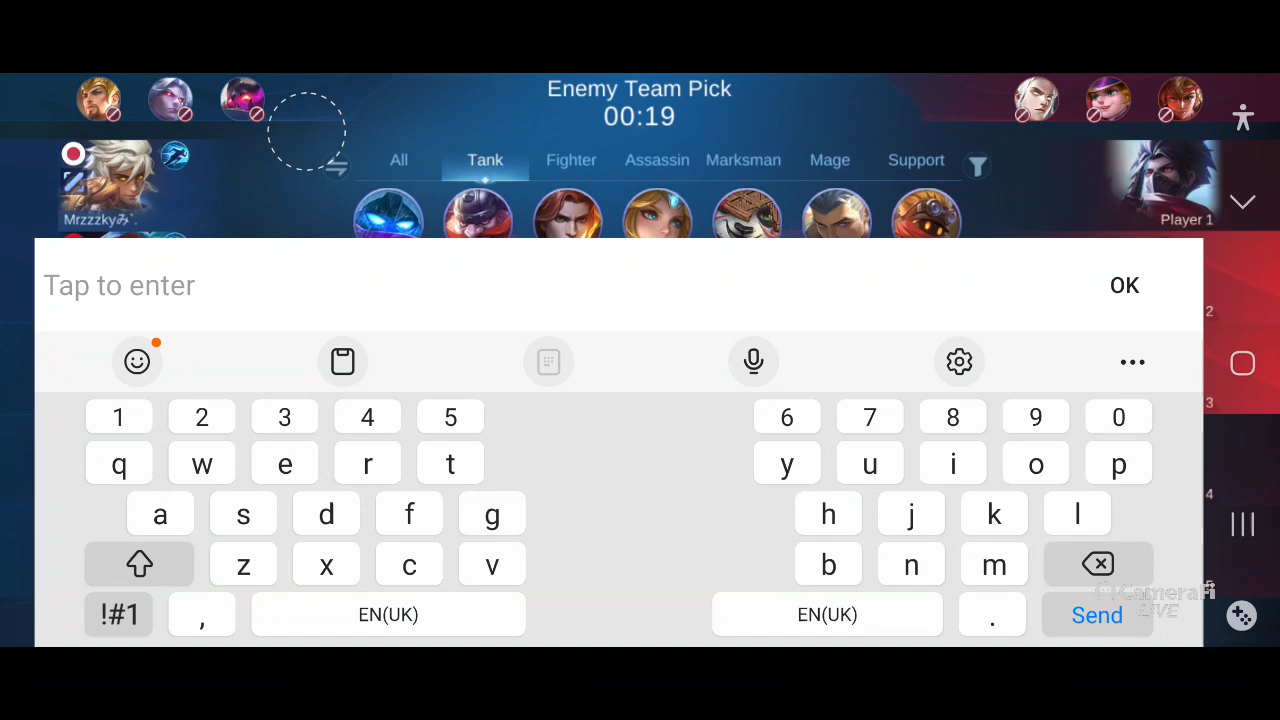 Enemy Team Pick
00:19
All Tank Fighter Assassin Marksman Mage Support
Mrzzzkyみ`.
Player 1
Tap to enter
OK
2
3
4
1 2 3 4 5 6 7 8 9 0
q w e r t y u i o p
a s d f g h j k l
z x c v b n m
!#1 , EN(UK) EN(UK) . Send
CameraFi
LIVE